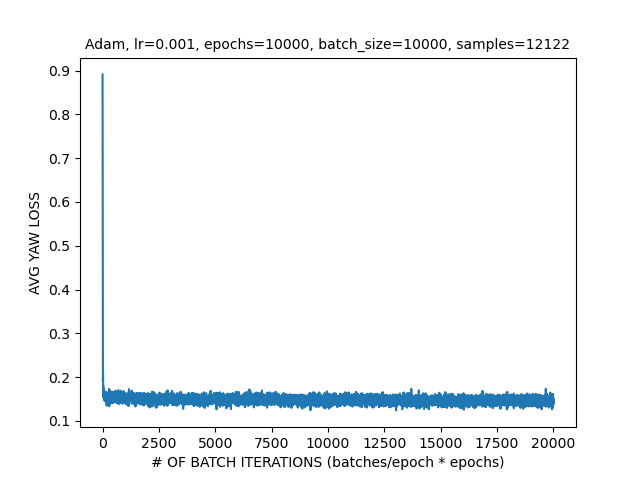 Adam, lr=0.001, epochs=10000, batch_size=10000, samples=12122
0.9
0.8
0.7
0.6
0.5
0.4
0.3
0.2
0.1
AVG YAW LOSS
0 2500 5000 7500 10000 12500 15000 17500 20000
# OF BATCH ITERATIONS (batches/epoch * epochs)